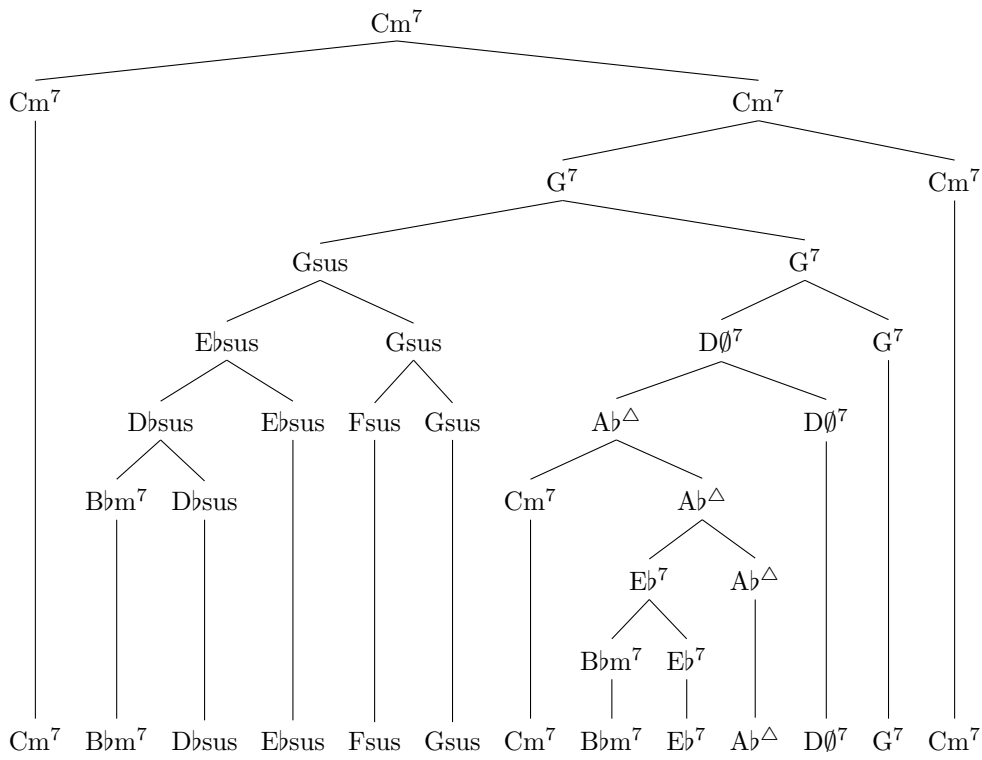 Cm⁷
Cm⁷ Cm⁷
G⁷ Cm⁷
Gsus G⁷
E♭sus Gsus D∅⁷ G⁷
D♭sus E♭sus Fsus Gsus A♭△ D∅⁷
B♭m⁷ D♭sus Cm⁷ A♭△
E♭⁷ A♭△
B♭m⁷ E♭⁷
Cm⁷ B♭m⁷ D♭sus E♭sus Fsus Gsus Cm⁷ B♭m⁷ E♭⁷ A♭△ D∅⁷ G⁷ Cm⁷